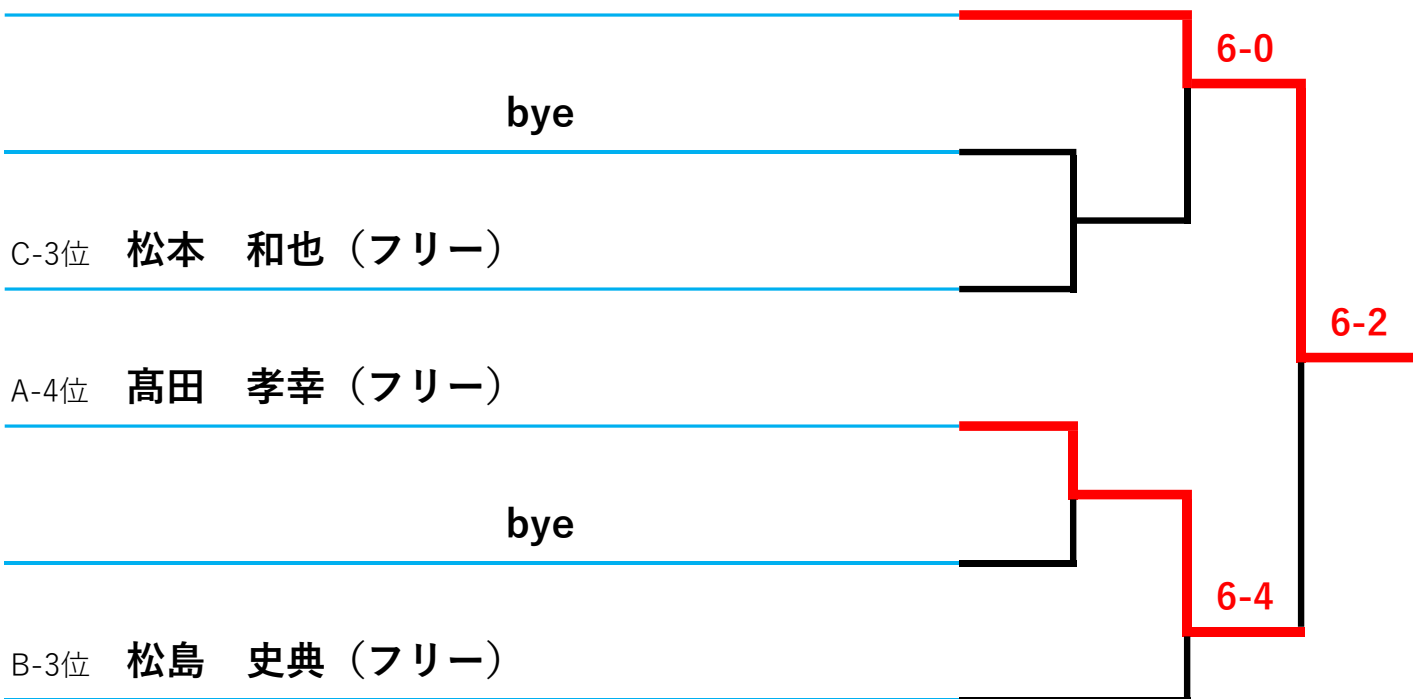 6-0
bye
C-3位 松本 和也（フリー）
6-2
A-4位 髙田 孝幸（フリー）
bye
6-4
B-3位 松島 史典（フリー）